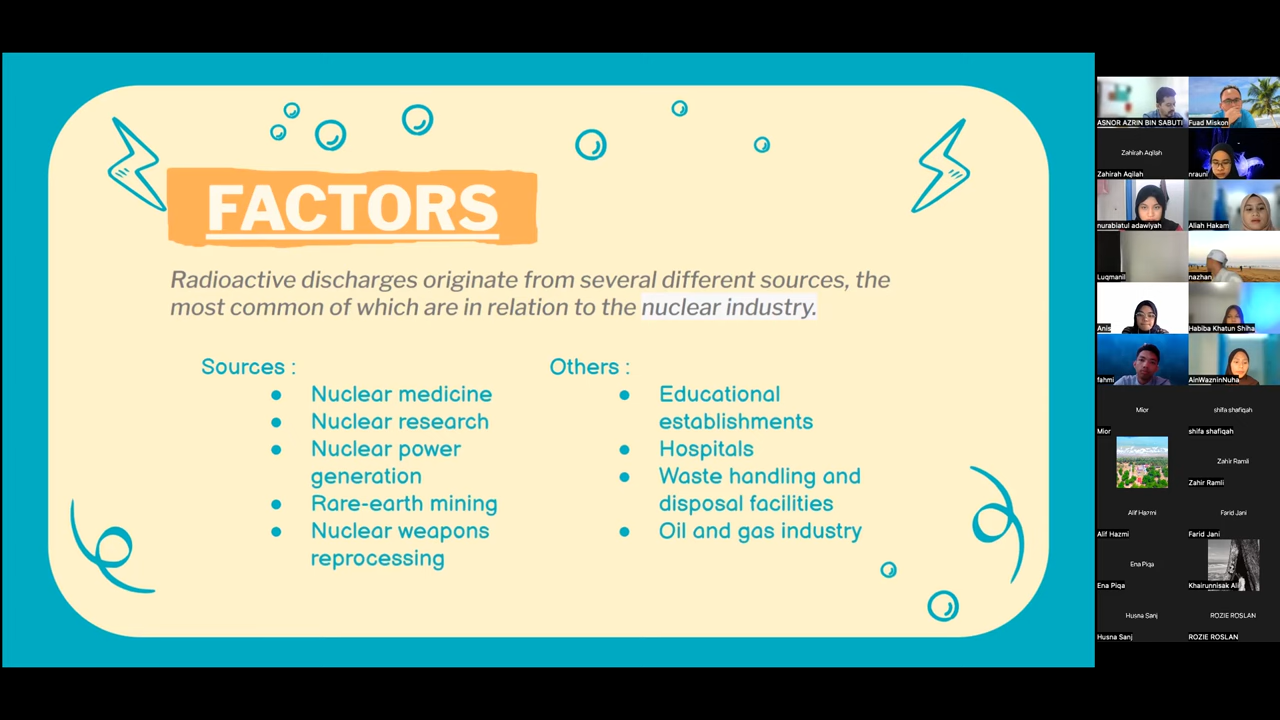 FACTORS
Radioactive discharges originate from several different sources, the
most common of which are in relation to the nuclear industry.
Sources :
● Nuclear medicine
● Nuclear research
● Nuclear power
generation
● Rare-earth mining
● Nuclear weapons
reprocessing
Others :
● Educational
establishments
● Hospitals
● Waste handling and
disposal facilities
● Oil and gas industry
ASNOR AZRIN BIN SABUTI
Fuad Miskon
Zahirah Aqilah
Zahirah Aqilah
nrauni
nurabiatul adawiyah
Aliah Hakam
Luqmanil
nazhan
Anis
Habiba Khatun Shiha
fahmi
AinWazninNuha
Mior
shifa shafiqah
Mior
shifa shafiqah
Zahir Ramli
Zahir Ramli
Alif Hazmi
Farid Jani
Alif Hazmi
Farid Jani
Ena Piqa
Ena Piqa
Khairunnisak Ali
Husna Sanj
ROZIE ROSLAN
Husna Sanj
ROZIE ROSLAN